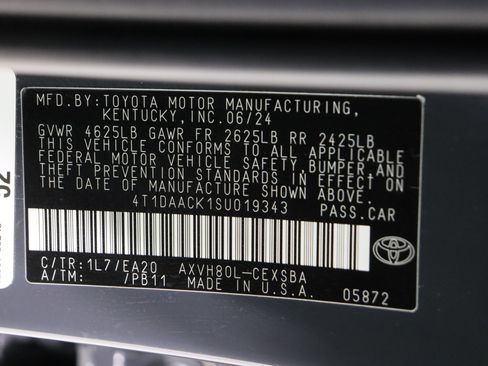 MFD.BY:TOYOTA MOTOR MANUFACTURING,
KENTUCKY, INC.06/24
GVWR 4625LB GAWR FR 2625LB RR 2425LB
THIS VEHICLE CONFORMS TO ALL APPLICABLE
FEDERAL MOTOR VEHICLE SAFETY, BUMPER AND
THEFT PREVENTION STANDARDS IN EFFECT ON
THE DATE OF MANUFACTURE SHOWN ABOVE.
4T1DAACK1SU019343 PASS.CAR
C/TR:1L7/EA20 AXVH80L-CEXSBA
A/TM: /PB11 MADE IN U.S.A. 05872